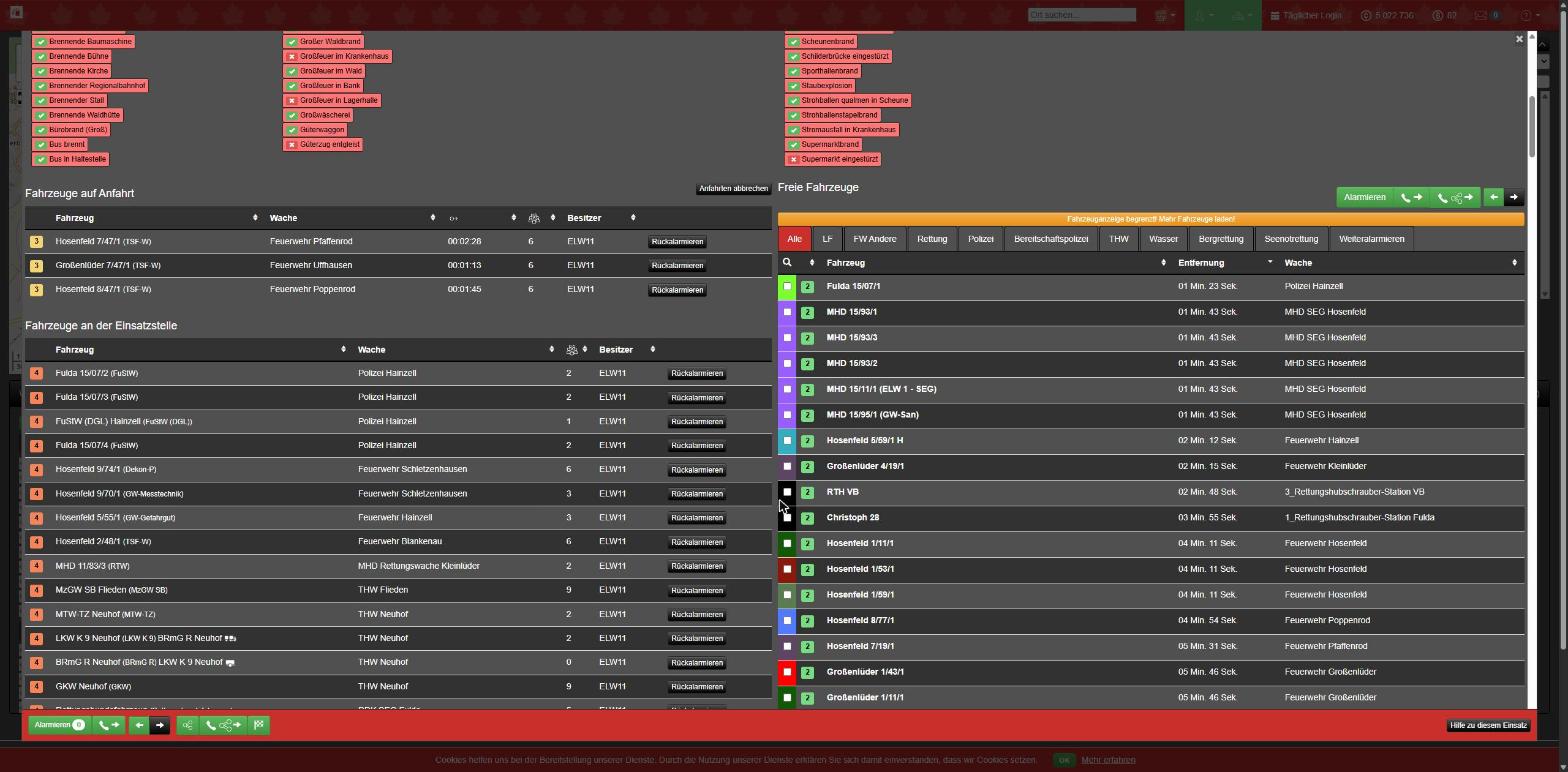 Ort suchen...
Täglicher Login
5 022 736
82
0
Brennende Baumaschine
Brennende Bühne
Brennende Kirche
Brennender Regionalbahnhof
Brennender Stall
Brennende Waldhütte
Bürobrand (Groß)
Bus brennt
Bus in Haltestelle
Großer Waldbrand
Großfeuer im Krankenhaus
Großfeuer im Wald
Großfeuer in Bank
Großfeuer in Lagerhalle
Großwäscherei
Güterwaggon
Güterzug entgleist
Scheunenbrand
Schilderbrücke eingestürzt
Sporthallenbrand
Staubexplosion
Strohballen qualmen in Scheune
Strohballenstapelbrand
Stromausfall in Krankenhaus
Supermarktbrand
Supermarkt eingestürzt
Fahrzeuge auf Anfahrt
Anfahrten abbrechen
Fahrzeug Wache Besitzer
3 Hosenfeld 7/47/1 (TSF-W) Feuerwehr Pfaffenrod 00:02:28 6 ELW11 Rückalarmieren
3 Großenlüder 7/47/1 (TSF-W) Feuerwehr Uffhausen 00:01:13 6 ELW11 Rückalarmieren
3 Hosenfeld 8/47/1 (TSF-W) Feuerwehr Poppenrod 00:01:45 6 ELW11 Rückalarmieren
Fahrzeuge an der Einsatzstelle
Fahrzeug Wache Besitzer
4 Fulda 15/07/2 (FuStW) Polizei Hainzell 2 ELW11 Rückalarmieren
4 Fulda 15/07/3 (FuStW) Polizei Hainzell 2 ELW11 Rückalarmieren
4 FuStW (DGL) Hainzell (FuStW (DGL)) Polizei Hainzell 1 ELW11 Rückalarmieren
4 Fulda 15/07/4 (FuStW) Polizei Hainzell 2 ELW11 Rückalarmieren
4 Hosenfeld 9/74/1 (Dekon-P) Feuerwehr Schletzenhausen 6 ELW11 Rückalarmieren
4 Hosenfeld 9/70/1 (GW-Messtechnik) Feuerwehr Schletzenhausen 3 ELW11 Rückalarmieren
4 Hosenfeld 5/55/1 (GW-Gefahrgut) Feuerwehr Hainzell 3 ELW11 Rückalarmieren
4 Hosenfeld 2/48/1 (TSF-W) Feuerwehr Blankenau 6 ELW11 Rückalarmieren
4 MHD 11/83/3 (RTW) MHD Rettungswache Kleinlüder 2 ELW11 Rückalarmieren
4 MzGW SB Flieden (MzGW SB) THW Flieden 9 ELW11 Rückalarmieren
4 MTW-TZ Neuhof (MTW-TZ) THW Neuhof 2 ELW11 Rückalarmieren
4 LKW K 9 Neuhof (LKW K 9) BRmG R Neuhof THW Neuhof 2 ELW11 Rückalarmieren
4 BRmG R Neuhof (BRmG R) LKW K 9 Neuhof THW Neuhof 0 ELW11 Rückalarmieren
4 GKW Neuhof (GKW) THW Neuhof 9 ELW11 Rückalarmieren
Freie Fahrzeuge
Alarmieren
Fahrzeuganzeige begrenzt! Mehr Fahrzeuge laden!
Alle LF FW Andere Rettung Polizei Bereitschaftspolizei THW Wasser Bergrettung Seenotrettung Weiteralarmieren
Fahrzeug Entfernung Wache
2 Fulda 15/07/1 01 Min. 23 Sek. Polizei Hainzell
2 MHD 15/93/1 01 Min. 43 Sek. MHD SEG Hosenfeld
2 MHD 15/93/3 01 Min. 43 Sek. MHD SEG Hosenfeld
2 MHD 15/93/2 01 Min. 43 Sek. MHD SEG Hosenfeld
2 MHD 15/11/1 (ELW 1 - SEG) 01 Min. 43 Sek. MHD SEG Hosenfeld
2 MHD 15/95/1 (GW-San) 01 Min. 43 Sek. MHD SEG Hosenfeld
2 Hosenfeld 5/59/1 H 02 Min. 12 Sek. Feuerwehr Hainzell
2 Großenlüder 4/19/1 02 Min. 15 Sek. Feuerwehr Kleinlüder
2 RTH VB 02 Min. 48 Sek. 3_Rettungshubschrauber-Station VB
2 Christoph 28 03 Min. 55 Sek. 1_Rettungshubschrauber-Station Fulda
2 Hosenfeld 1/11/1 04 Min. 11 Sek. Feuerwehr Hosenfeld
2 Hosenfeld 1/53/1 04 Min. 11 Sek. Feuerwehr Hosenfeld
2 Hosenfeld 1/59/1 04 Min. 11 Sek. Feuerwehr Hosenfeld
2 Hosenfeld 8/77/1 04 Min. 54 Sek. Feuerwehr Poppenrod
2 Hosenfeld 7/19/1 05 Min. 31 Sek. Feuerwehr Pfaffenrod
2 Großenlüder 1/43/1 05 Min. 46 Sek. Feuerwehr Großenlüder
2 Großenlüder 1/11/1 05 Min. 46 Sek. Feuerwehr Großenlüder
Alarmieren 0
Hilfe zu diesem Einsatz
Cookies helfen uns bei der Bereitstellung unserer Dienste. Durch die Nutzung unserer Dienste erklären Sie sich damit einverstanden, dass wir Cookies setzen. OK Mehr erfahren